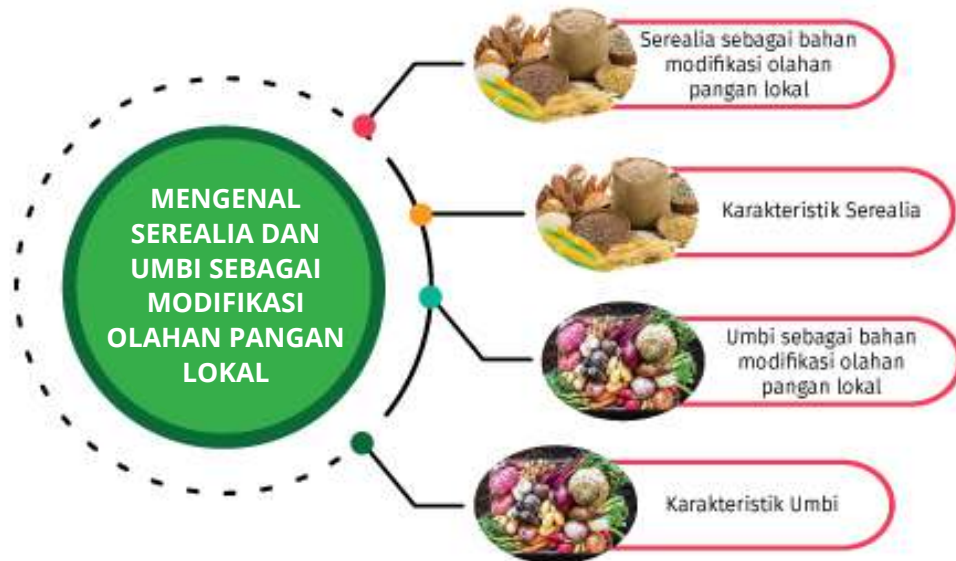 MENGENAL
SEREALIA DAN
UMBI SEBAGAI
MODIFIKASI
OLAHAN PANGAN
LOKAL
Serealia sebagai bahan
modifikasi olahan
pangan lokal
Karakteristik Serealia
Umbi sebagai bahan
modifikasi olahan
pangan lokal
Karakteristik Umbi